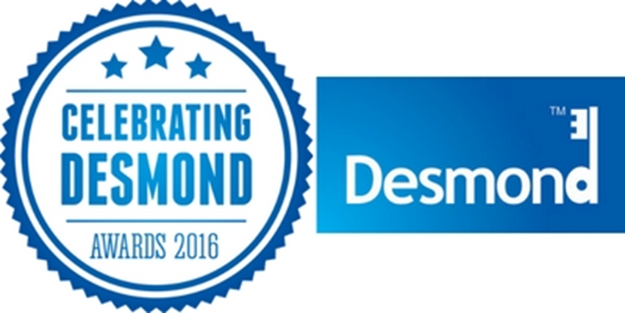 CELEBRATING
DESMOND
AWARDS 2016
TM
Desmond